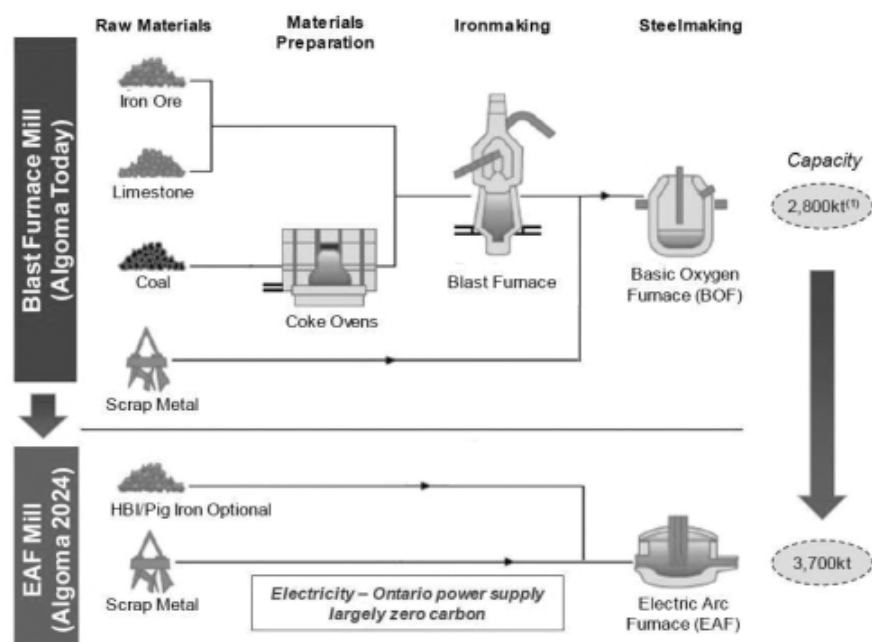 Raw Materials
Materials
Preparation
Ironmaking
Steelmaking
Blast Furnace Mill
(Algoma Today)
Iron Ore
Limestone
Coal
Coke Ovens
Blast Furnace
Basic Oxygen
Furnace (BOF)
Scrap Metal
Capacity
2,800kt(1)
EAF Mill
(Algoma 2024)
HBI/Pig Iron Optional
Scrap Metal
Electricity – Ontario power supply
largely zero carbon
Electric Arc
Furnace (EAF)
3,700kt